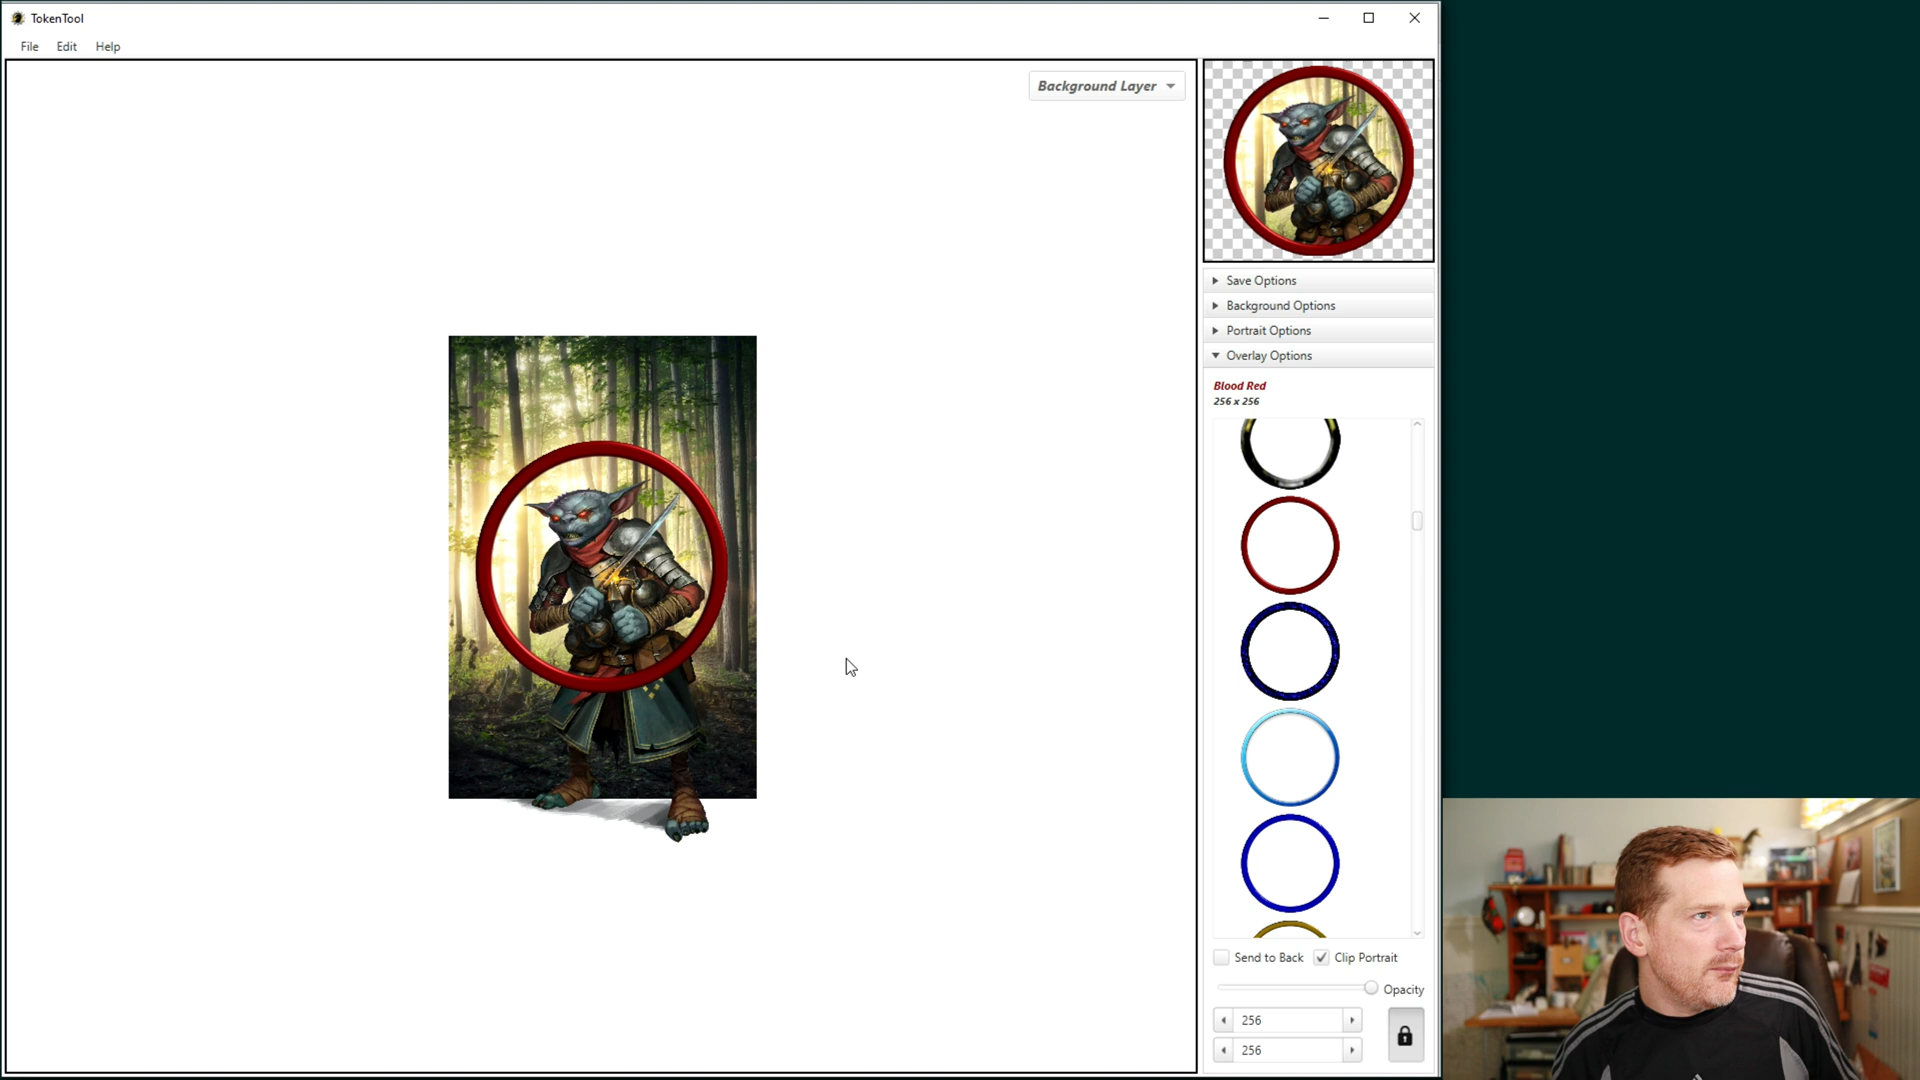 TokenTool
File Edit Help
Background Layer
Save Options
Background Options
Portrait Options
Overlay Options
Blood Red
256 x 256
Send to Back Clip Portrait
Opacity
256
256